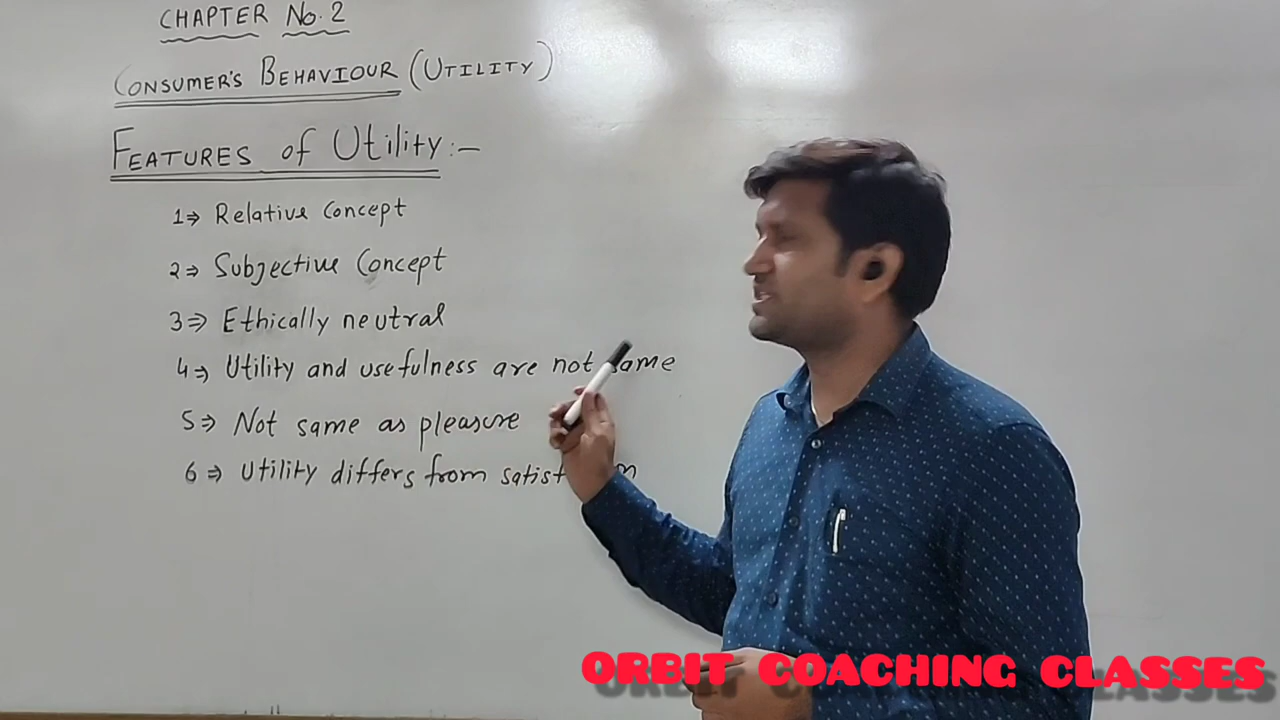 CHAPTER No. 2
CONSUMER'S BEHAVIOUR (UTILITY)
FEATURES of Utility:-
1⇒ Relative Concept
2⇒ Subjective Concept
3⇒ Ethically neutral
4⇒ Utility and usefulness are not same
5⇒ Not same as pleasure
6⇒ Utility differs from
ORBIT COACHING CLASSES